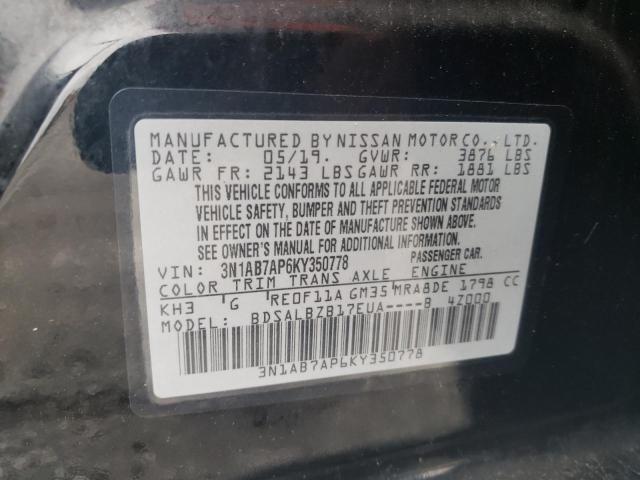 MANUFACTURED BY NISSAN MOTOR CO., LTD.
DATE: 05/19. GVWR: 3876 LBS
GAWR FR: 2143 LBS GAWR RR: 1881 LBS
THIS VEHICLE CONFORMS TO ALL APPLICABLE FEDERAL MOTOR
VEHICLE SAFETY, BUMPER AND THEFT PREVENTION STANDARDS
IN EFFECT ON THE DATE OF MANUFACTURE SHOWN ABOVE.
SEE OWNER'S MANUAL FOR ADDITIONAL INFORMATION.
VIN: 3N1AB7AP6KY350778 PASSENGER CAR.
COLOR TRIM TRANS AXLE ENGINE
KH3 'G RE0F11A GM35 MRA8DE 1798 CC
MODEL: BDSALBZB17EUA----B 4Z000
3N1AB7AP6KY350778